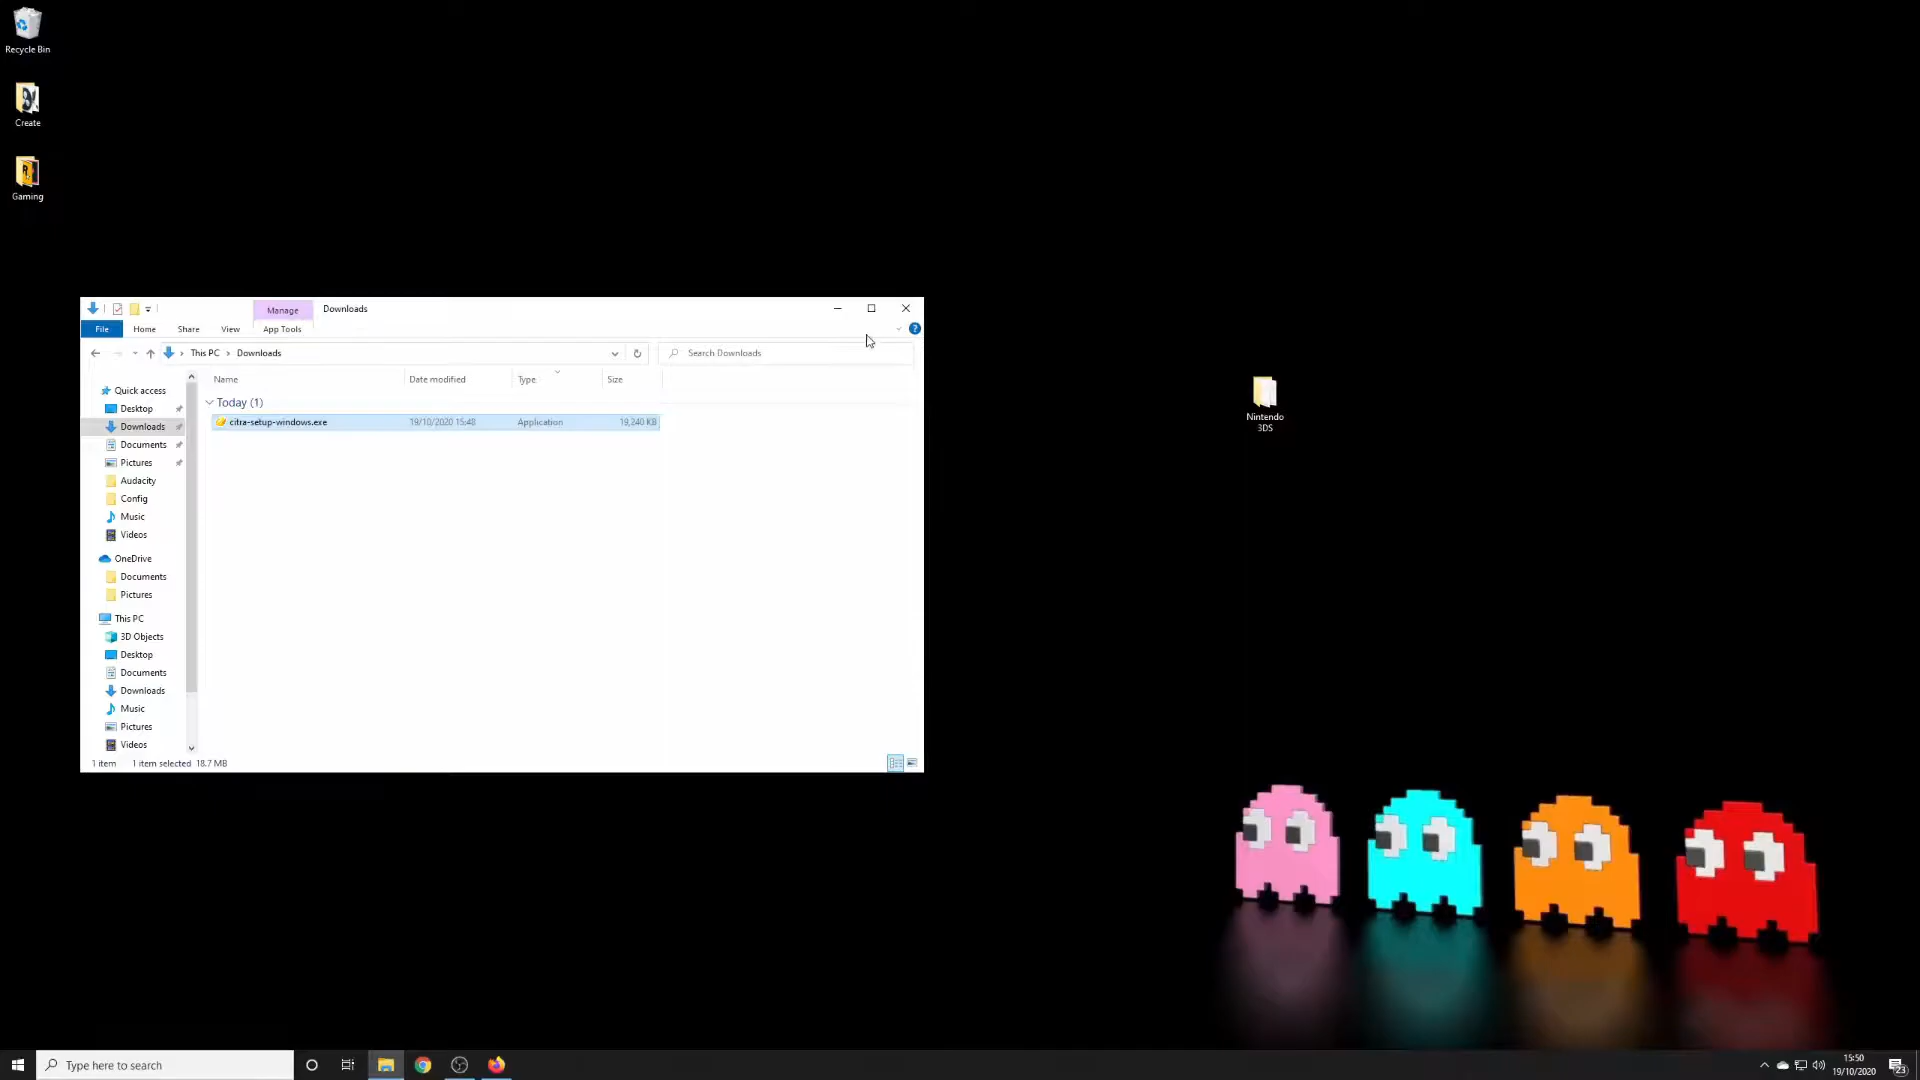 Recycle Bin
Create
Gaming
Manage
Downloads
File
Home
Share
View
App Tools
This PC
Downloads
Search Downloads
Name
Date modified
Type
Size
Quick access
Desktop
Downloads
Documents
Pictures
Audacity
Config
Music
Videos
OneDrive
Documents
Pictures
This PC
3D Objects
Desktop
Documents
Downloads
Music
Pictures
Videos
Today (1)
citra-setup-windows.exe
19/10/2020 15:48
Application
19,240 KB
1 item
1 item selected 18.7 MB
Nintendo
3DS
Type here to search
15:50
19/10/2020
23